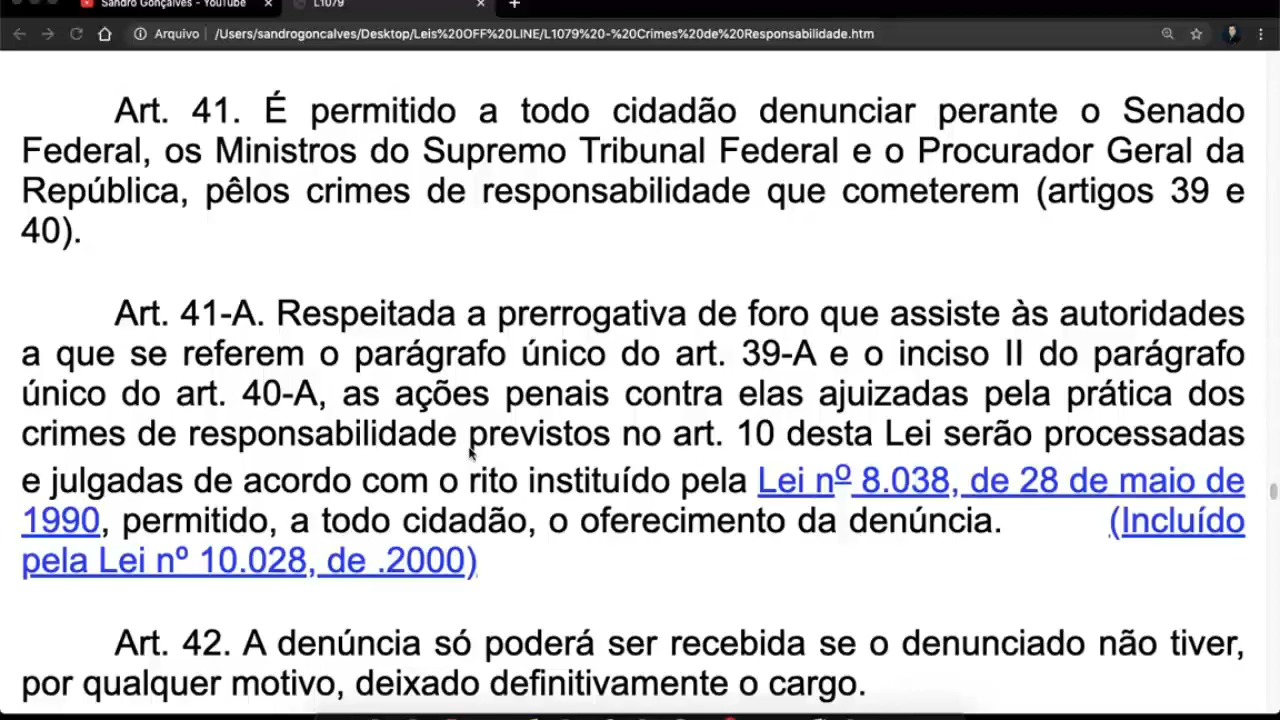 Sandro Gonçalves - YouTube × L1079 × +
Arquivo | /Users/sandrogoncalves/Desktop/Leis%20OFF%20LINE/L1079%20-%20Crimes%20de%20Responsabilidade.htm
Art. 41. É permitido a todo cidadão denunciar perante o Senado
Federal, os Ministros do Supremo Tribunal Federal e o Procurador Geral da
República, pêlos crimes de responsabilidade que cometerem (artigos 39 e
40).
Art. 41-A. Respeitada a prerrogativa de foro que assiste às autoridades
a que se referem o parágrafo único do art. 39-A e o inciso II do parágrafo
único do art. 40-A, as ações penais contra elas ajuizadas pela prática dos
crimes de responsabilidade previstos no art. 10 desta Lei serão processadas
e julgadas de acordo com o rito instituído pela Lei nº 8.038, de 28 de maio de
1990, permitido, a todo cidadão, o oferecimento da denúncia. (Incluído
pela Lei nº 10.028, de .2000)
Art. 42. A denúncia só poderá ser recebida se o denunciado não tiver,
por qualquer motivo, deixado definitivamente o cargo.